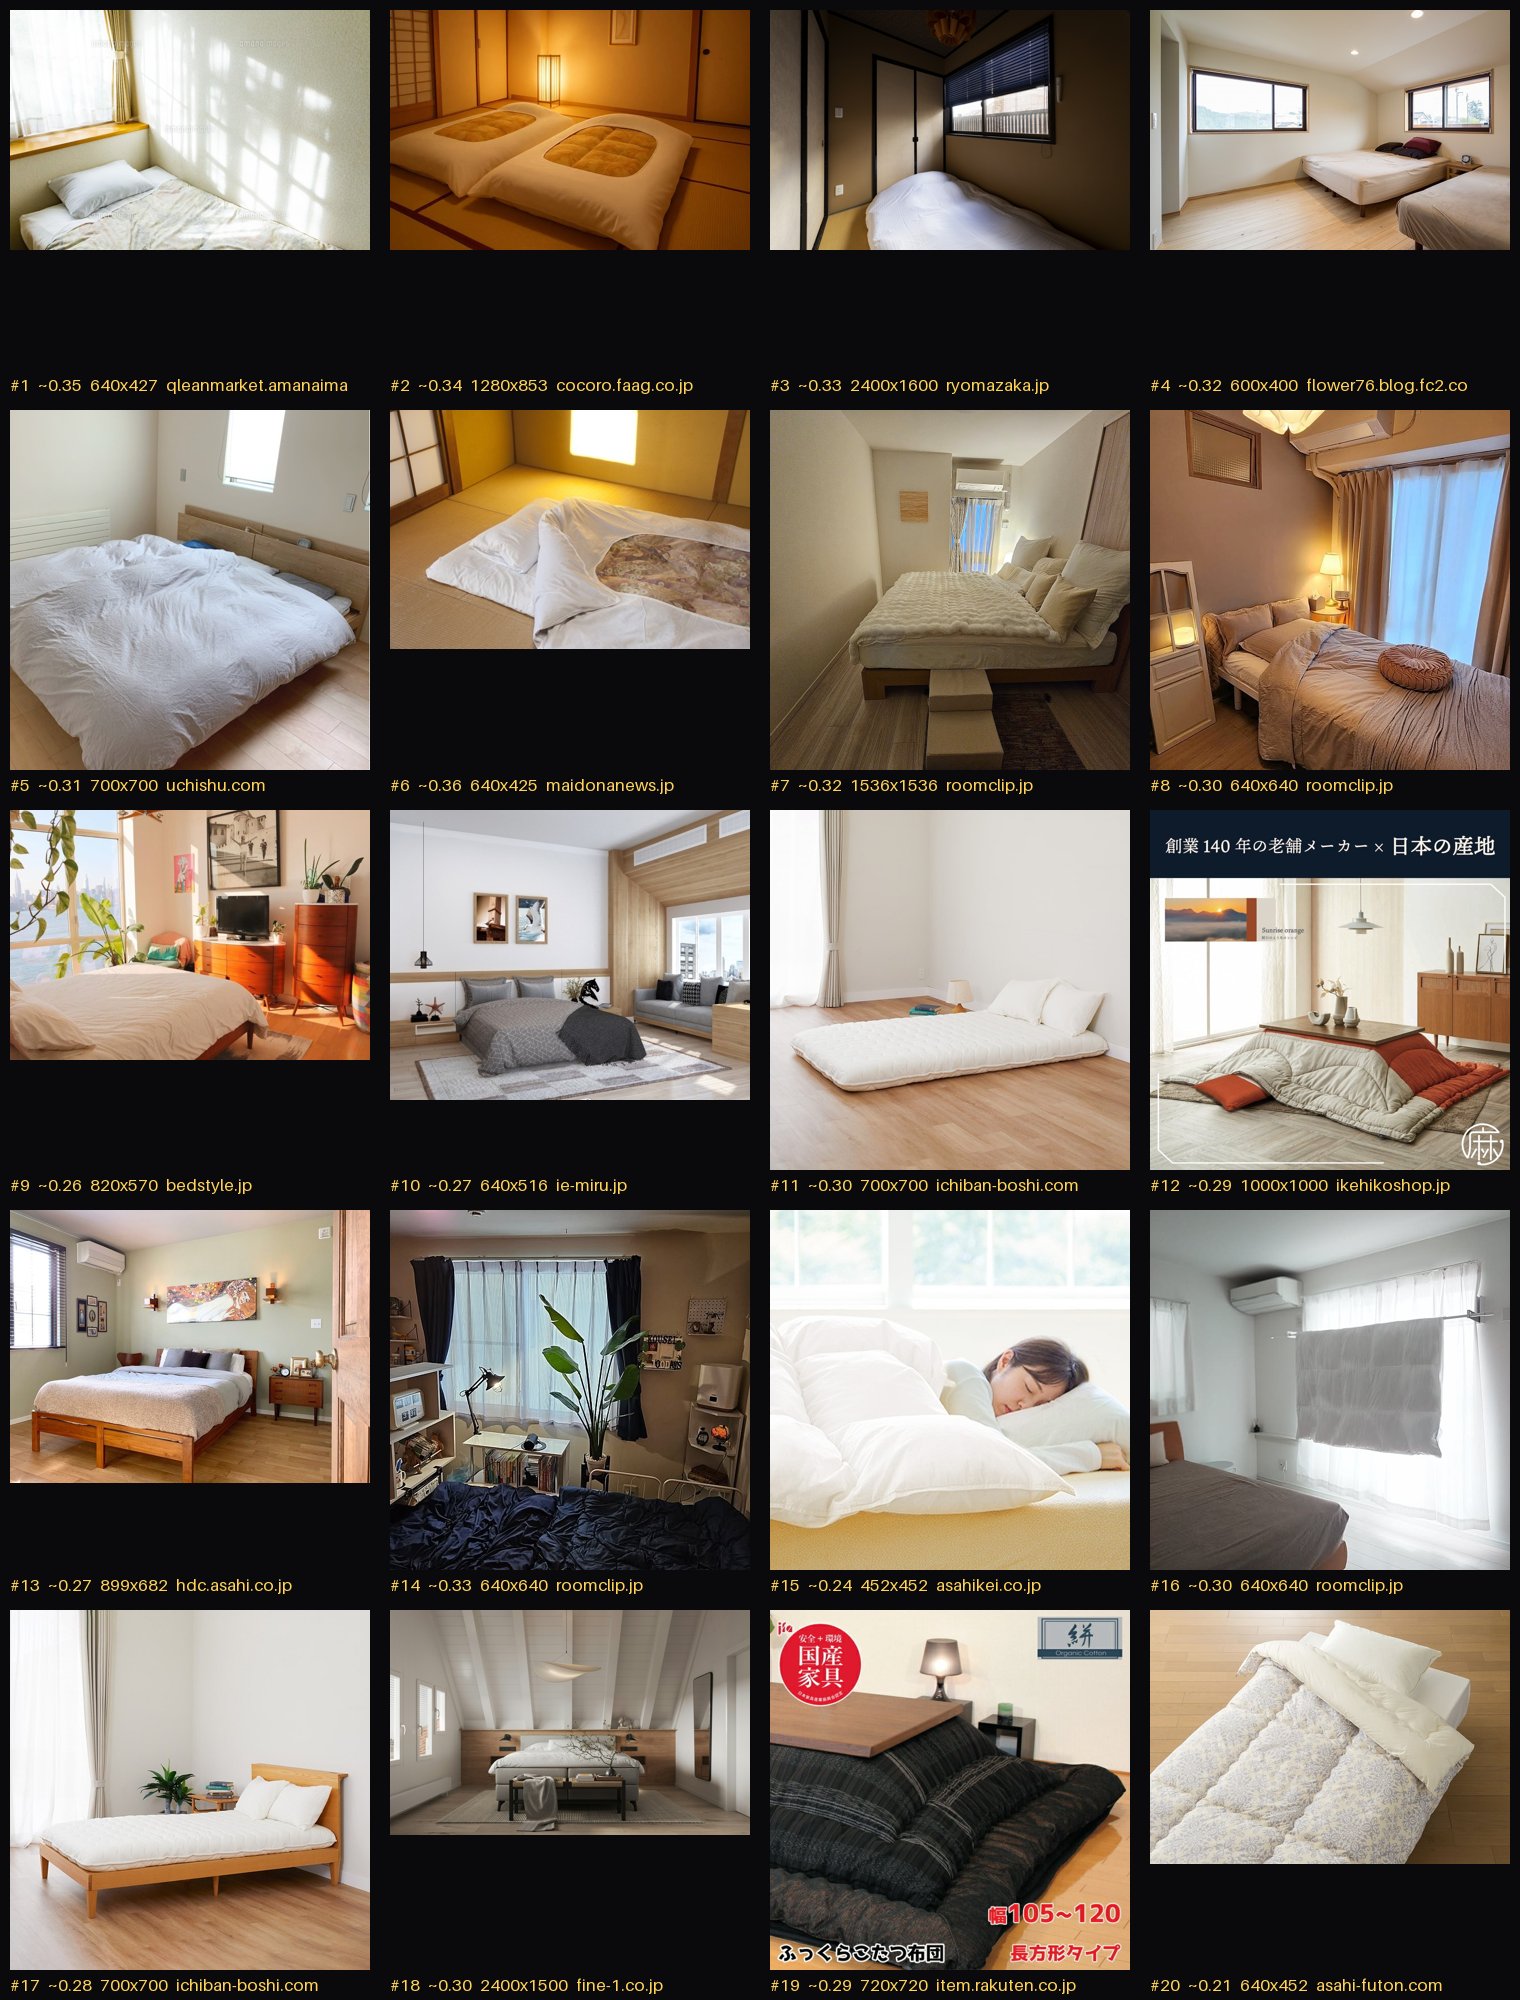 #1 ~0.35 640x427 qleanmarket.amanaima
#2 ~0.34 1280x853 cocoro.faag.co.jp
#3 ~0.33 2400x1600 ryomazaka.jp
#4 ~0.32 600x400 flower76.blog.fc2.co
#5 ~0.31 700x700 uchishu.com
#6 ~0.36 640x425 maidonanews.jp
#7 ~0.32 1536x1536 roomclip.jp
#8 ~0.30 640x640 roomclip.jp
創業140年の老舗メーカー × 日本の産地
Sunrise orange
麻
#9 ~0.26 820x570 bedstyle.jp
#10 ~0.27 640x516 ie-miru.jp
#11 ~0.30 700x700 ichiban-boshi.com
#12 ~0.29 1000x1000 ikehikoshop.jp
#13 ~0.27 899x682 hdc.asahi.co.jp
#14 ~0.33 640x640 roomclip.jp
#15 ~0.24 452x452 asahikei.co.jp
#16 ~0.30 640x640 roomclip.jp
安全+環境
国産
家具
絣
Organic Cotton
幅105~120
ふっくらこたつ布団
長方形タイプ
#17 ~0.28 700x700 ichiban-boshi.com
#18 ~0.30 2400x1500 fine-1.co.jp
#19 ~0.29 720x720 item.rakuten.co.jp
#20 ~0.21 640x452 asahi-futon.com